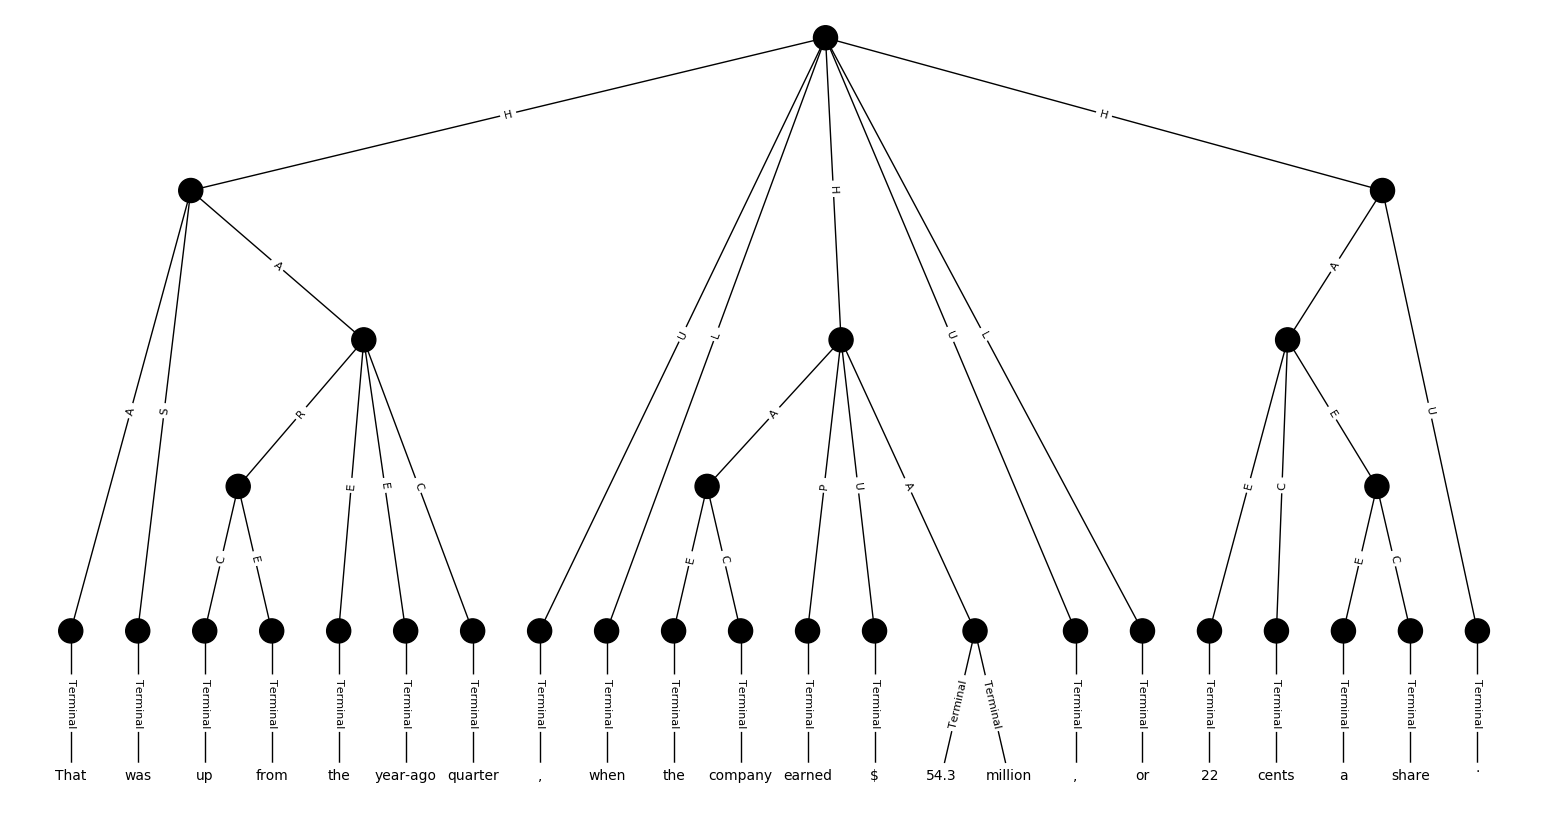 H H
H
A A
S
U L U L
A S R A E U
E E E C P U A E C
C E E C E C
Terminal Terminal Terminal Terminal Terminal Terminal Terminal Terminal Terminal Terminal Terminal Terminal Terminal Terminal Terminal Terminal Terminal Terminal Terminal Terminal Terminal Terminal
That was up from the year-ago quarter , when the company earned $ 54.3 million , or 22 cents a share .